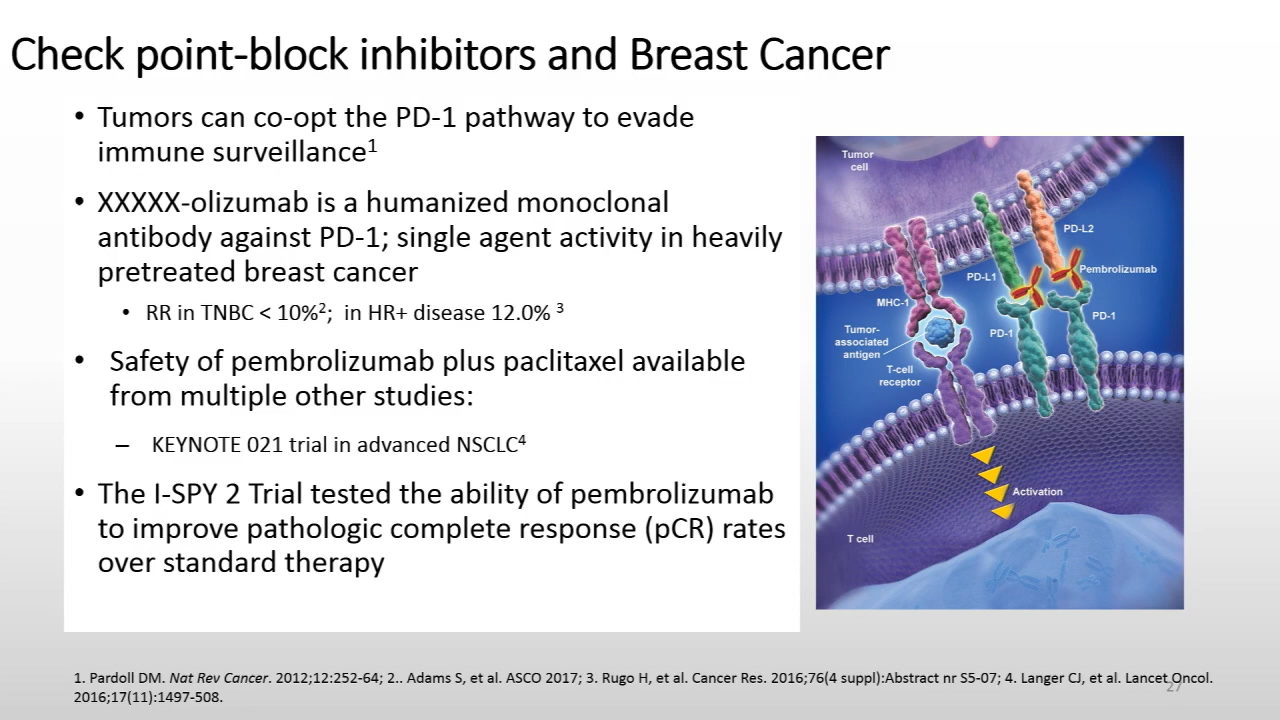 Check point-block inhibitors and Breast Cancer
• Tumors can co-opt the PD-1 pathway to evade
immune surveillance1
• XXXXX-olizumab is a humanized monoclonal
antibody against PD-1; single agent activity in heavily
pretreated breast cancer
• RR in TNBC < 10%2;  in HR+ disease 12.0% 3
• Safety of pembrolizumab plus paclitaxel available
from multiple other studies:
– KEYNOTE 021 trial in advanced NSCLC4
• The I-SPY 2 Trial tested the ability of pembrolizumab
to improve pathologic complete response (pCR) rates
over standard therapy
Tumor
cell
PD-L2
PD-L1
Pembrolizumab
MHC-1
PD-1
PD-1
Tumor-
associated
antigen
T-cell
receptor
Activation
T cell
1. Pardoll DM. Nat Rev Cancer. 2012;12:252-64; 2.. Adams S, et al. ASCO 2017; 3. Rugo H, et al. Cancer Res. 2016;76(4 suppl):Abstract nr S5-07; 4. Langer CJ, et al. Lancet Oncol.
2016;17(11):1497-508.
27